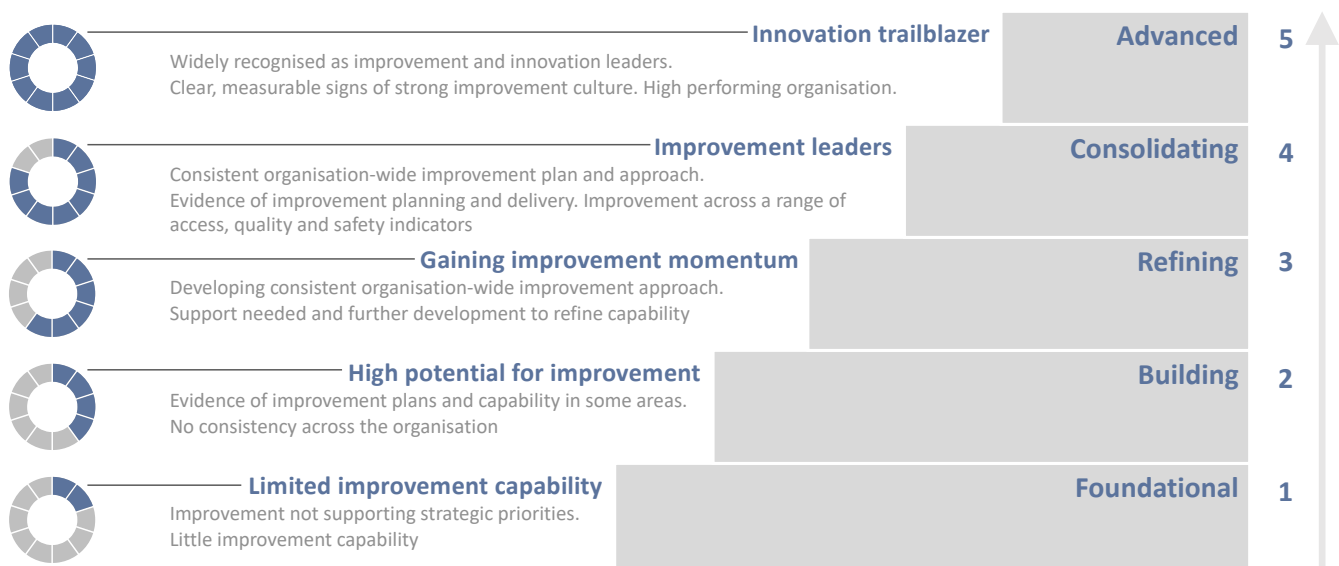 Innovation trailblazer
Advanced
5
Widely recognised as improvement and innovation leaders.
Clear, measurable signs of strong improvement culture. High performing organisation.
Improvement leaders
Consolidating
4
Consistent organisation-wide improvement plan and approach.
Evidence of improvement planning and delivery. Improvement across a range of
access, quality and safety indicators
Gaining improvement momentum
Refining
3
Developing consistent organisation-wide improvement approach.
Support needed and further development to refine capability
High potential for improvement
Building
2
Evidence of improvement plans and capability in some areas.
No consistency across the organisation
Limited improvement capability
Foundational
1
Improvement not supporting strategic priorities.
Little improvement capability